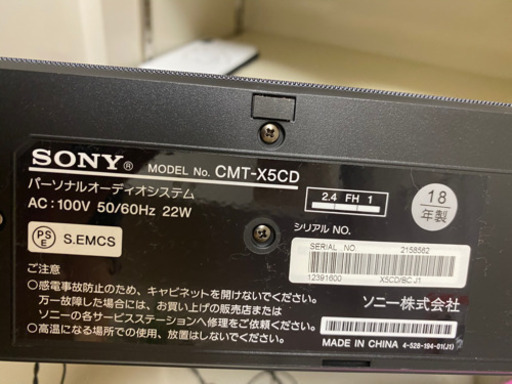 SONY® MODEL No. CMT-X5CD
パーソナルオーディオシステム
AC: 100V 50/60Hz 22W
2.4 FH 1
18
年製
PS
E
S.EMCS
シリアル NO.
SERIAL NO. 2158562
12391600 X5CD/BC J1
ご注意
○感電事故防止のため、キャビネットを開けないでください。
万一故障した場合には、お買い上げの販売店または
ソニーの各サービスステーションへ修理をご依頼ください。
○高温になる場所での使用、放置はしないでください。
ソニー株式会社
MADE IN CHINA 4-528-194-01(J1)